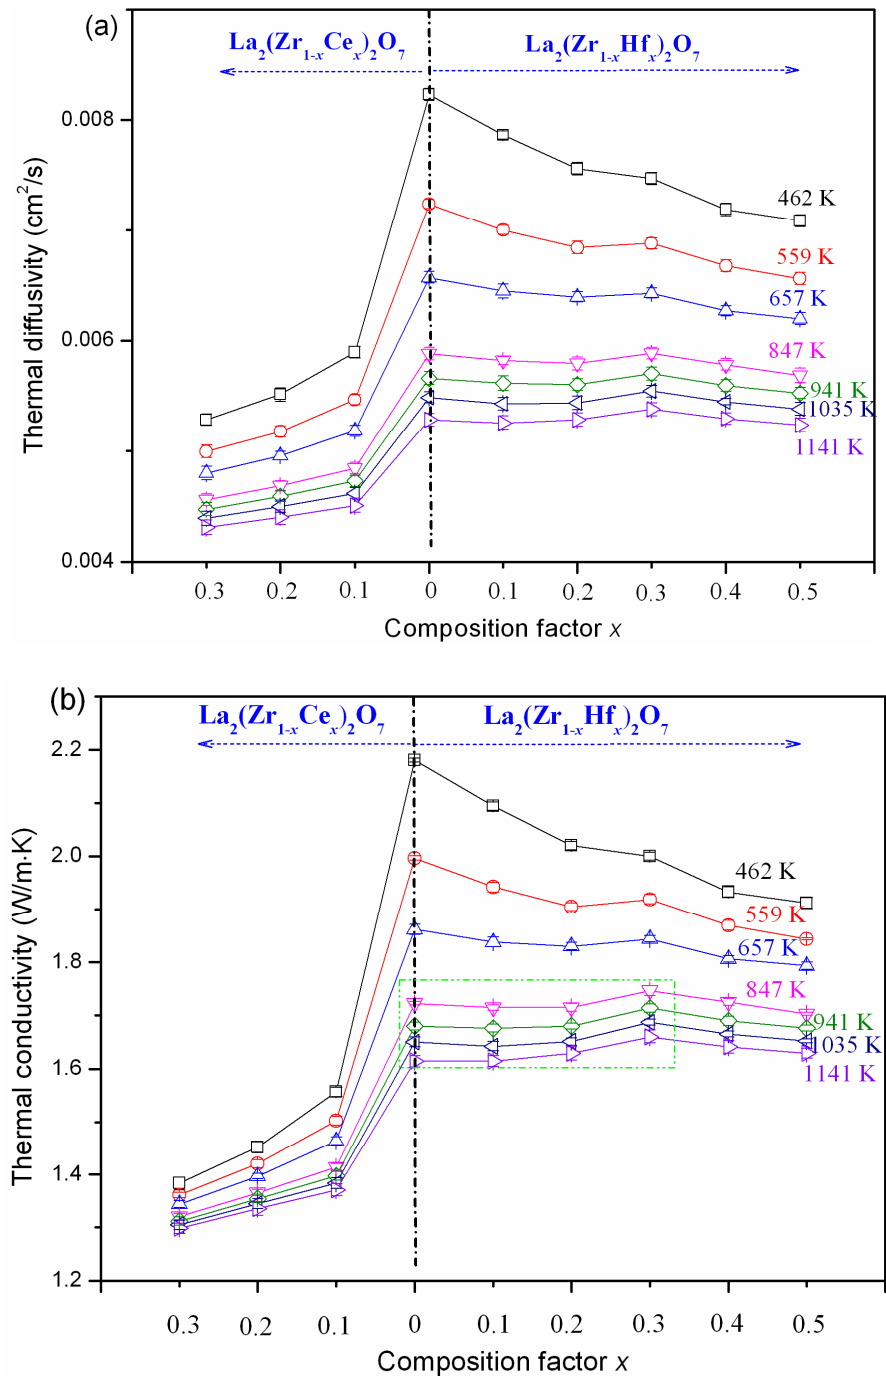 (a)
La₂(Zr₁₋ₓCeₓ)₂O₇ La₂(Zr₁₋ₓHfₓ)₂O₇
0.008
0.006
0.004
Thermal diffusivity (cm²/s)
462 K
559 K
657 K
847 K
941 K
1035 K
1141 K
0.3 0.2 0.1 0 0.1 0.2 0.3 0.4 0.5
Composition factor x
(b)
La₂(Zr₁₋ₓCeₓ)₂O₇ La₂(Zr₁₋ₓHfₓ)₂O₇
2.2
2.0
1.8
1.6
1.4
1.2
Thermal conductivity (W/m·K)
462 K
559 K
657 K
847 K
941 K
1035 K
1141 K
0.3 0.2 0.1 0 0.1 0.2 0.3 0.4 0.5
Composition factor x